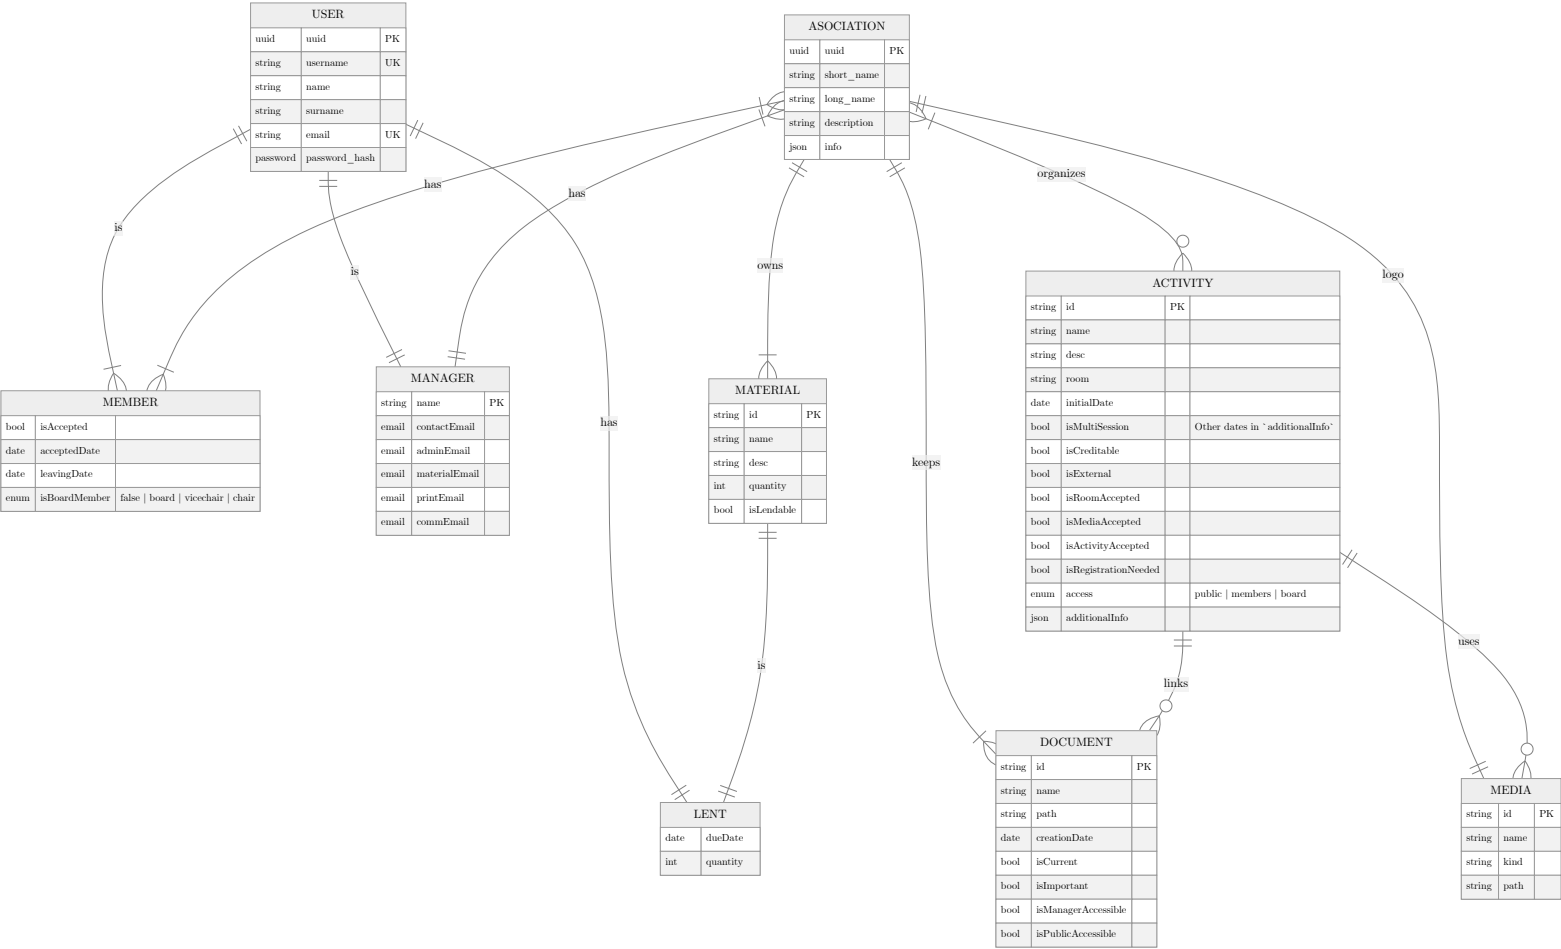 USER
uuid uuid PK
string username UK
string name
string surname
string email UK
password password_hash
ASOCIATION
uuid uuid PK
string short_name
string long_name
string description
json info
has
has
organizes
is
is
owns
logo
ACTIVITY
string id PK
string name
string desc
string room
date initialDate
bool isMultiSession Other dates in `additionalInfo`
bool isCreditable
bool isExternal
bool isRoomAccepted
bool isMediaAccepted
bool isActivityAccepted
bool isRegistrationNeeded
enum access public | members | board
json additionalInfo
MEMBER
bool isAccepted
date acceptedDate
date leavingDate
enum isBoardMember false | board | vicechair | chair
MANAGER
string name PK
email contactEmail
email adminEmail
email materialEmail
email printEmail
email commEmail
MATERIAL
string id PK
string name
string desc
int quantity
bool isLendable
has
keeps
is
links
uses
LENT
date dueDate
int quantity
DOCUMENT
string id PK
string name
string path
date creationDate
bool isCurrent
bool isImportant
bool isManagerAccessible
bool isPublicAccessible
MEDIA
string id PK
string name
string kind
string path